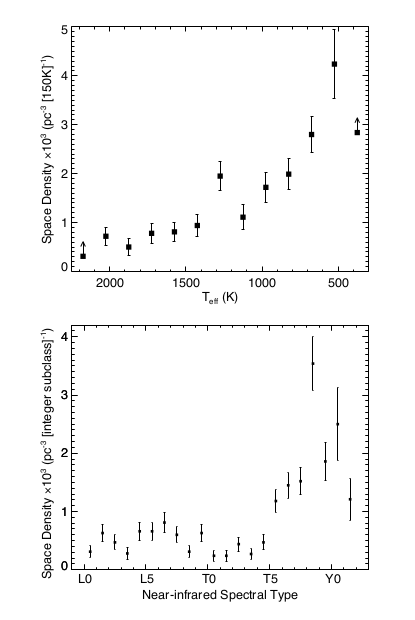 5
4
3
2
1
0
Space Density ×10³ (pc⁻³ [150K]⁻¹)
2000 1500 1000 500
T_eff (K)
4
3
2
1
0
Space Density ×10³ (pc⁻³ [integer subclass]⁻¹)
L0 L5 T0 T5 Y0
Near-infrared Spectral Type